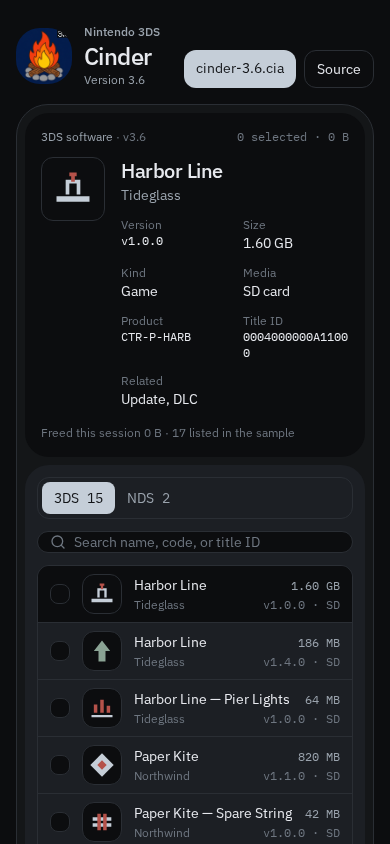 Nintendo 3DS
Cinder
Version 3.6
cinder-3.6.cia
Source
3DS software · v3.6
0 selected · 0 B
Harbor Line
Tideglass
Version
Size
v1.0.0
1.60 GB
Kind
Media
Game
SD card
Product
Title ID
CTR-P-HARB
0004000000A1100
0
Related
Update, DLC
Freed this session 0 B · 17 listed in the sample
3DS 15
NDS 2
Search name, code, or title ID
Harbor Line
1.60 GB
Tideglass
v1.0.0 · SD
Harbor Line
186 MB
Tideglass
v1.4.0 · SD
Harbor Line — Pier Lights
64 MB
Tideglass
v1.0.0 · SD
Paper Kite
820 MB
Northwind
v1.1.0 · SD
Paper Kite — Spare String
42 MB
Northwind
v1.0.0 · SD